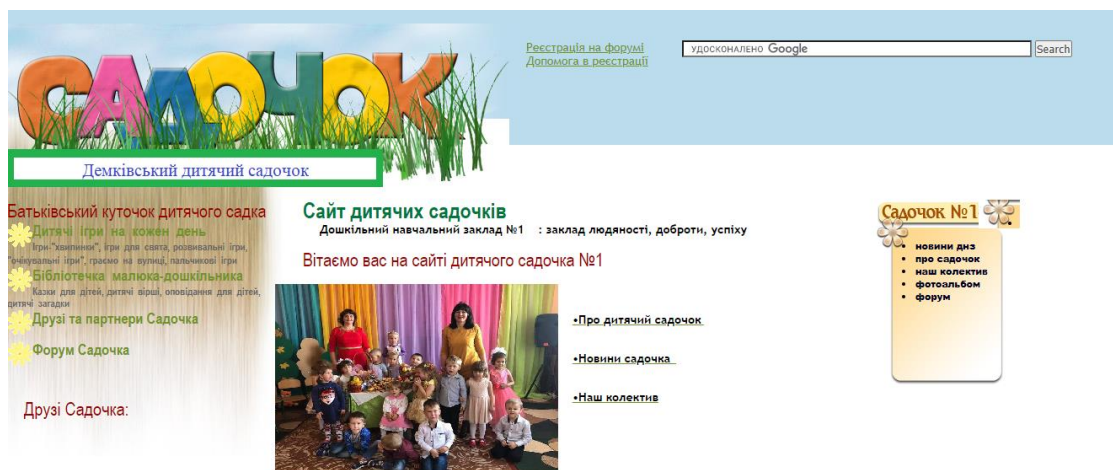 САДОЧОК
Демківський дитячий садочок
Реєстрація на форумі
Допомога в реєстрації
УДОСКОНАЛЕНО Google
Search
Батьківський куточок дитячого садка
Дитячі ігри на кожен день
Ігри-"хвилинки", ігри для свята, розвивальні ігри,
"очікувальні ігри", граємо на вулиці, пальчикові ігри
Бібліотечка малюка-дошкільника
Казки для дітей, дитячі вірші, оповідання для дітей,
дитячі загадки
Друзі та партнери Садочка
Форум Садочка
Друзі Садочка:
Сайт дитячих садочків
Дошкільний навчальний заклад №1 : заклад людяності, доброти, успіху
Вітаємо вас на сайті дитячого садочка №1
•Про дитячий садочок
•Новини садочка
•Наш колектив
Садочок №1
• новини днз
• про садочок
• наш колектив
• фотоальбом
• форум